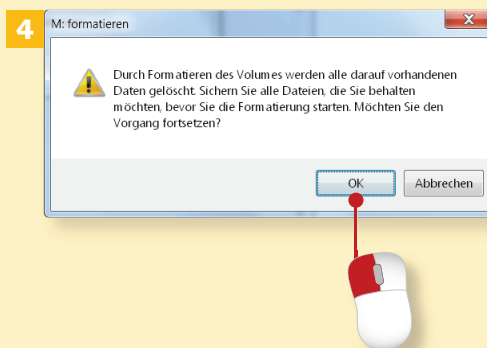 4
M: formatieren
Durch Formatieren des Volumes werden alle darauf vorhandenen
Daten gelöscht. Sichern Sie alle Dateien, die Sie behalten
möchten, bevor Sie die Formatierung starten. Möchten Sie den
Vorgang fortsetzen?
OK
Abbrechen